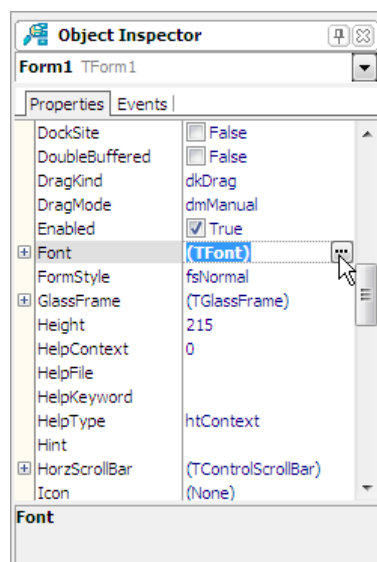 Object Inspector
Form1 TForm1
Properties Events
DockSite False
DoubleBuffered False
DragKind dkDrag
DragMode dmManual
Enabled True
Font (TFont) ...
FormStyle fsNormal
GlassFrame (TGlassFrame)
Height 215
HelpContext 0
HelpFile
HelpKeyword
HelpType htContext
Hint
HorzScrollBar (TControlScrollBar)
Icon (None)
Font